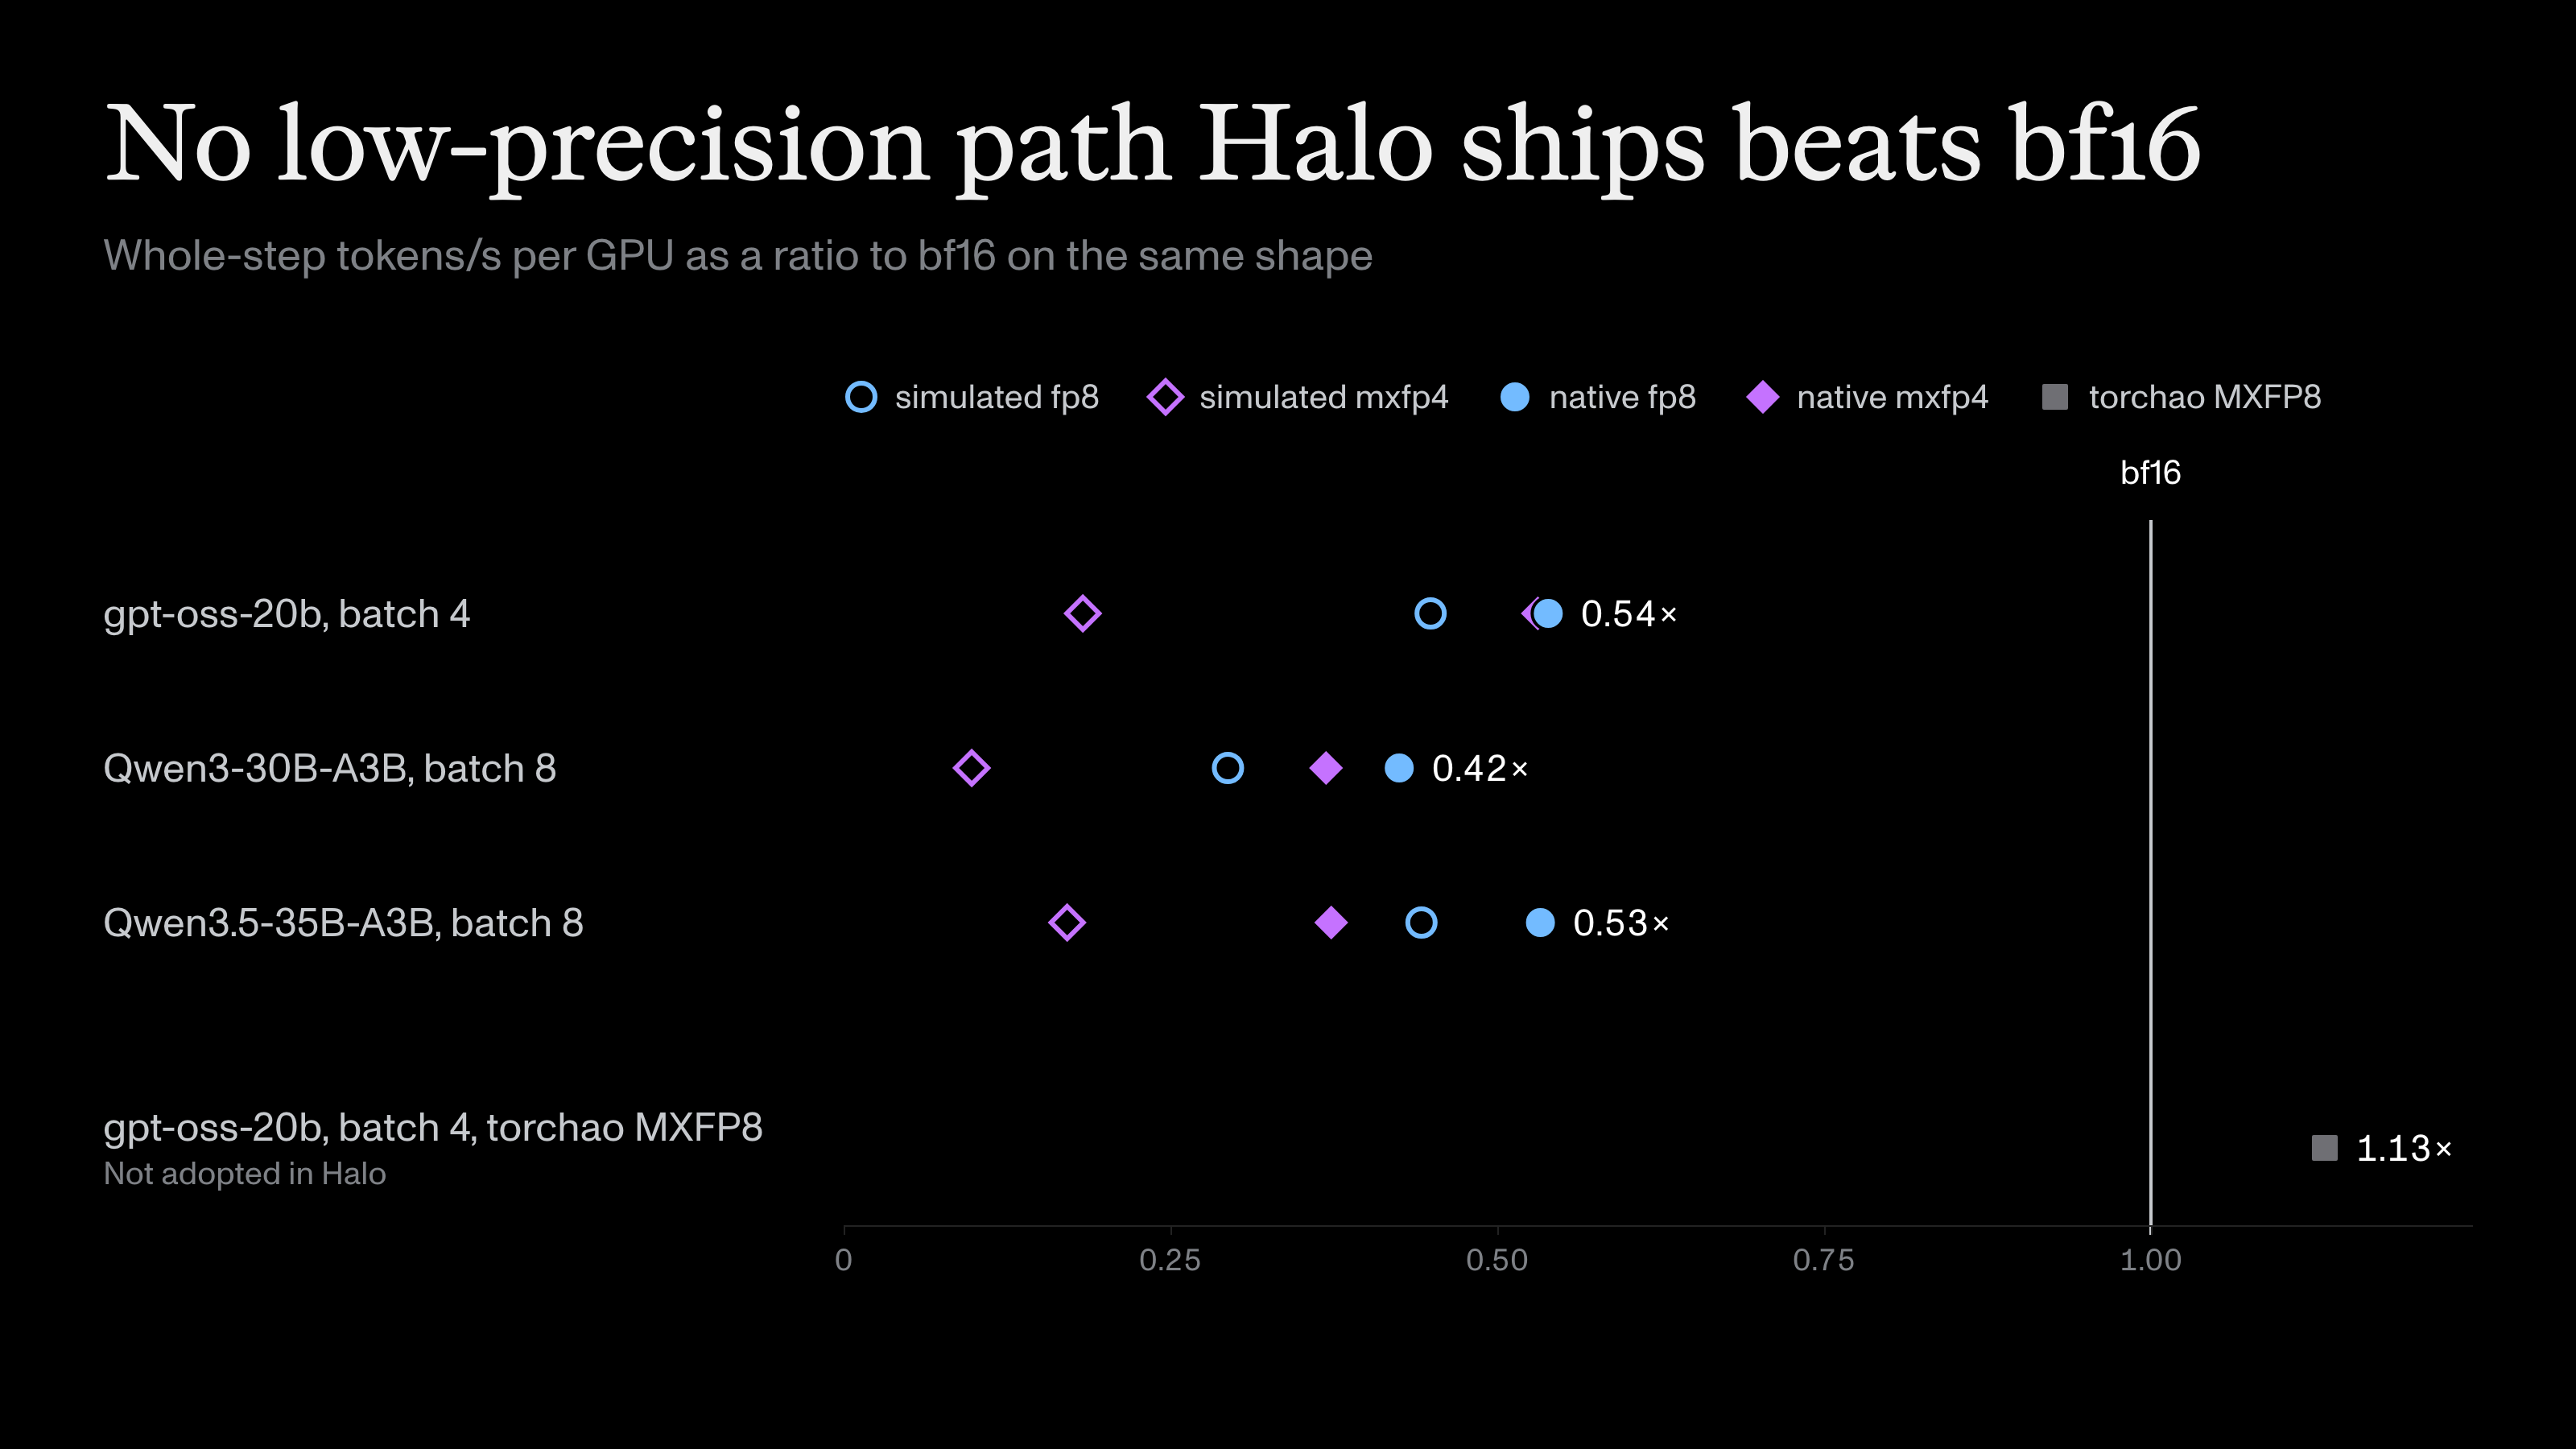 No low-precision path Halo ships beats bf16
Whole-step tokens/s per GPU as a ratio to bf16 on the same shape
simulated fp8 simulated mxfp4 native fp8 native mxfp4 torchao MXFP8
bf16
gpt-oss-20b, batch 4 0.54×
Qwen3-30B-A3B, batch 8 0.42×
Qwen3.5-35B-A3B, batch 8 0.53×
gpt-oss-20b, batch 4, torchao MXFP8
Not adopted in Halo
1.13×
0 0.25 0.50 0.75 1.00